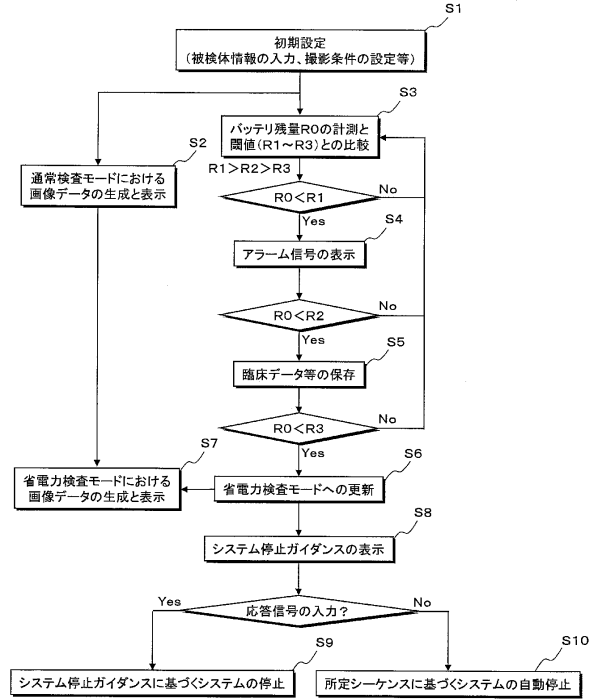 S1
初期設定
(被検体情報の入力、撮影条件の設定等)
S3
バッテリ残量R0の計測と
閾値(R1～R3)との比較
S2
通常検査モードにおける
画像データの生成と表示
R1>R2>R3
R0<R1
No
Yes
S4
アラーム信号の表示
R0<R2
No
Yes
S5
臨床データ等の保存
R0<R3
No
Yes
S7
省電力検査モードにおける
画像データの生成と表示
S6
省電力検査モードへの更新
S8
システム停止ガイダンスの表示
Yes
応答信号の入力？
No
S9
システム停止ガイダンスに基づくシステムの停止
S10
所定シーケンスに基づくシステムの自動停止